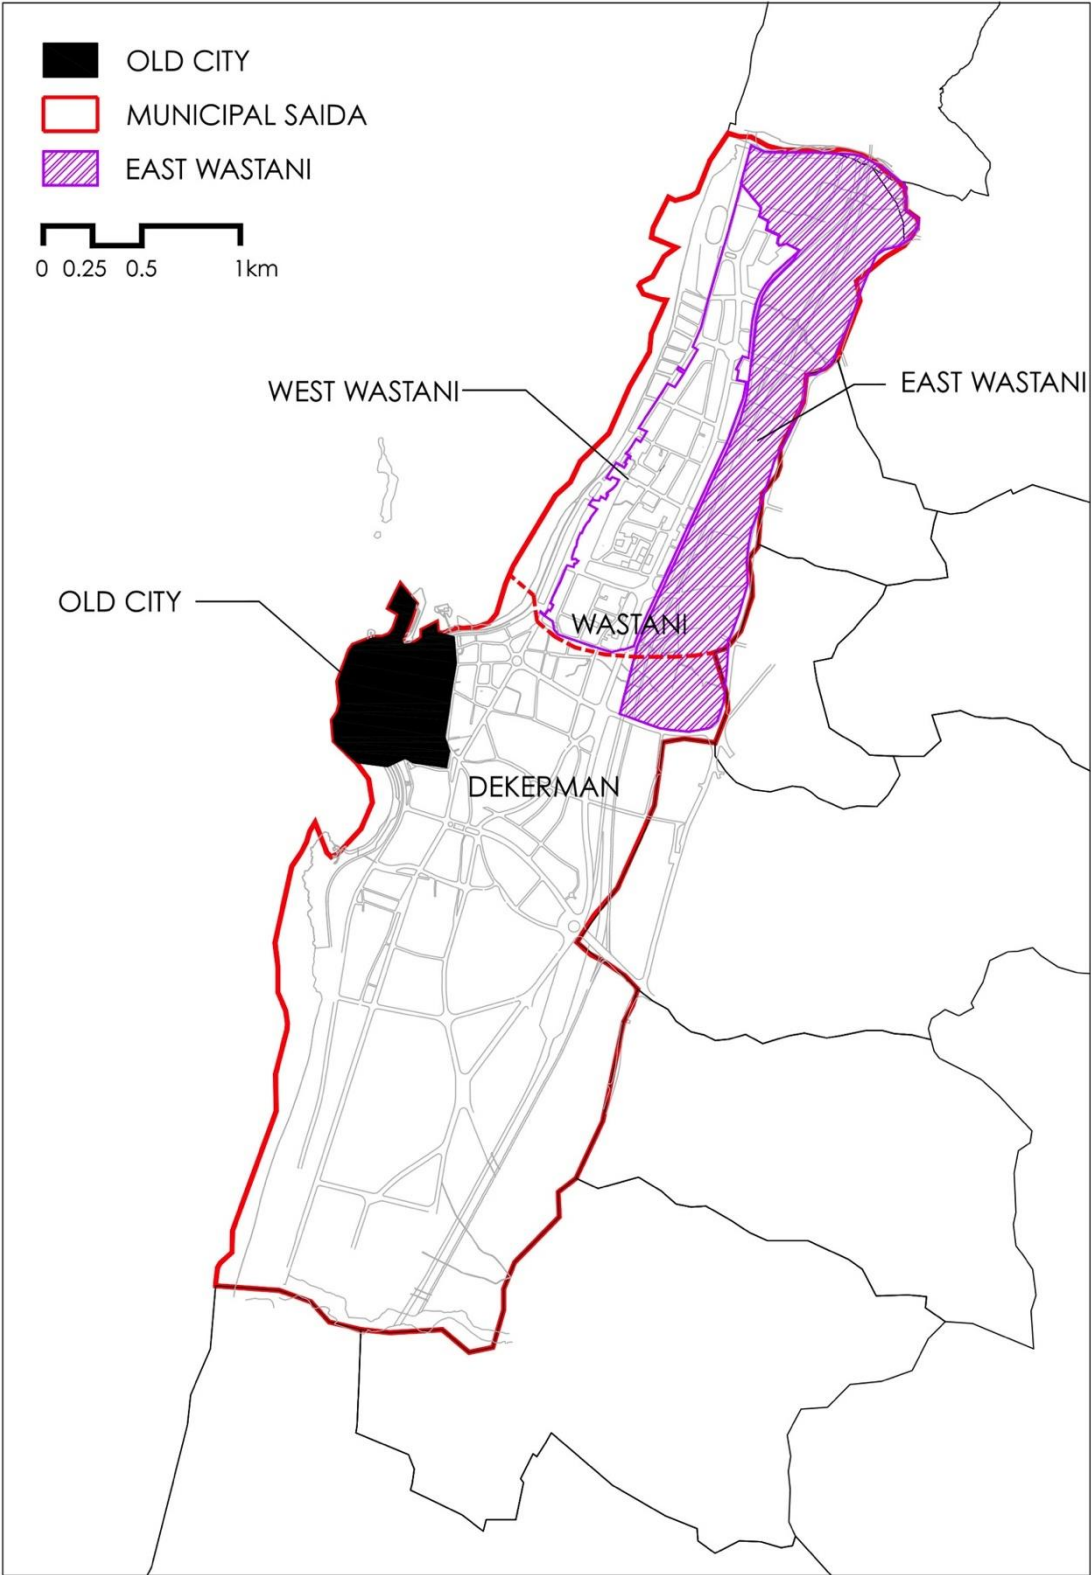 OLD CITY
MUNICIPAL SAIDA
EAST WASTANI
0 0.25 0.5 1km
WEST WASTANI
EAST WASTANI
OLD CITY
WASTANI
DEKERMAN